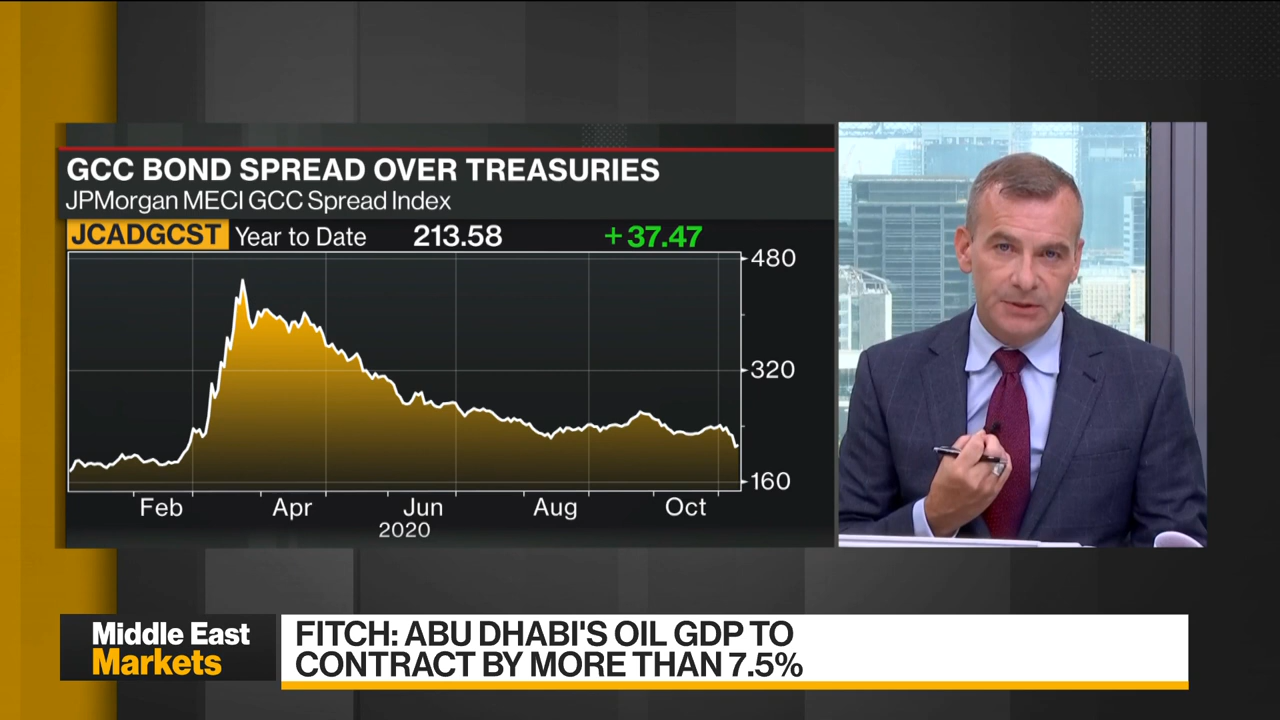 GCC BOND SPREAD OVER TREASURIES
JPMorgan MECI GCC Spread Index
JCADGCST Year to Date 213.58 +37.47
480
320
160
Feb Apr Jun Aug Oct
2020
Middle East
Markets
FITCH: ABU DHABI'S OIL GDP TO
CONTRACT BY MORE THAN 7.5%